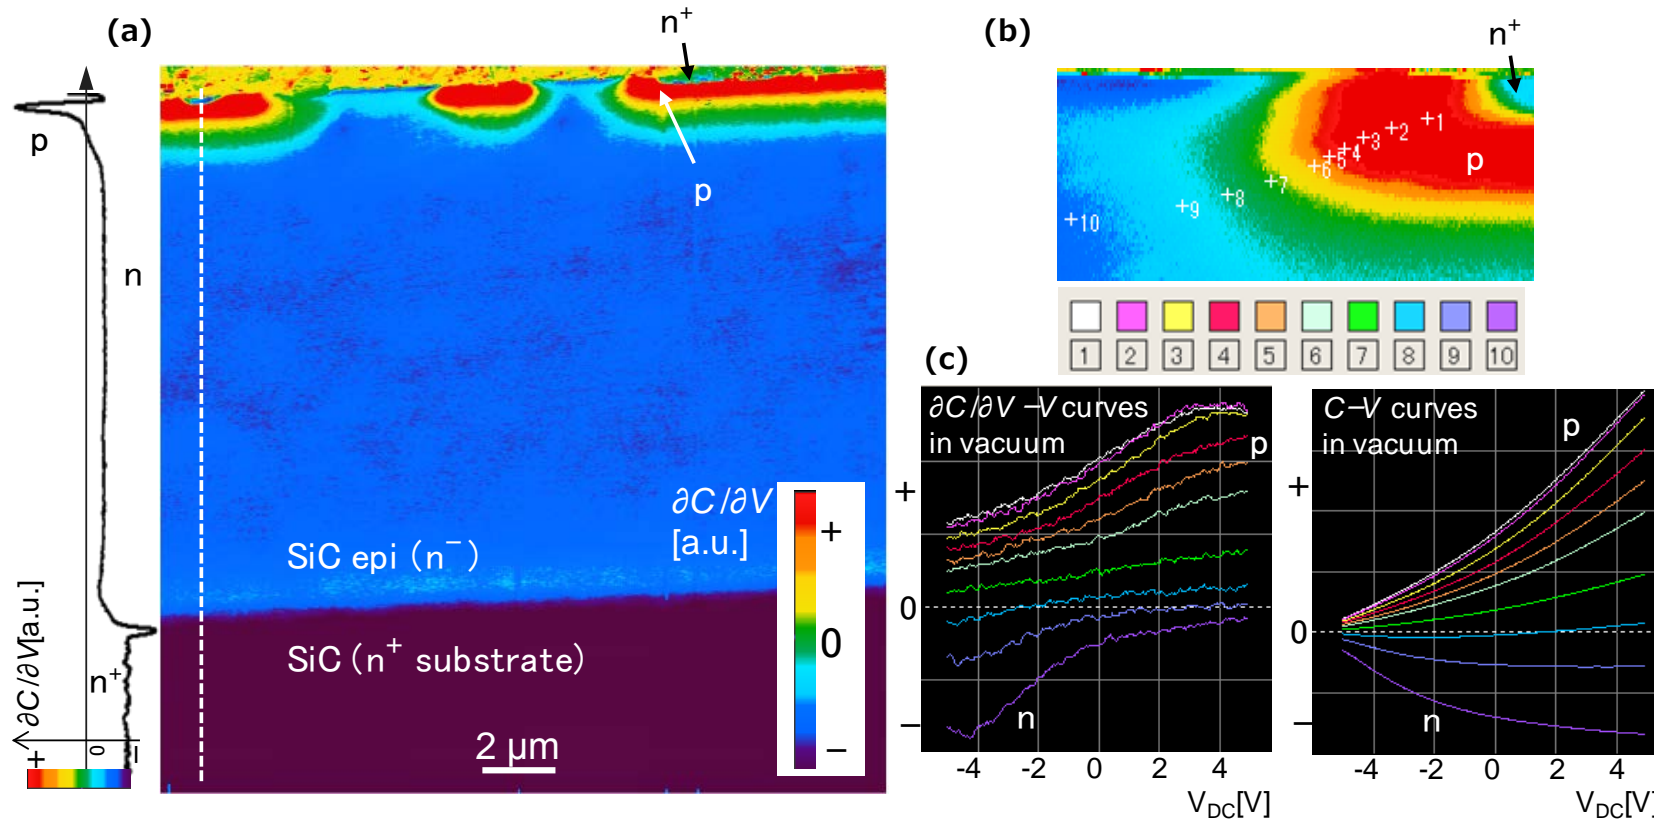 (a)
n⁺
p
n
n⁺
∂C/∂V[a.u.]
+
0
−
p
∂C/∂V
[a.u.]
+
0
−
SiC epi (n⁻)
SiC (n⁺ substrate)
2 μm
(b)
n⁺
+1
+2
+3
+4
+5
+6
+7
+8
+9
+10
p
1 2 3 4 5 6 7 8 9 10
(c)
∂C/∂V −V curves
in vacuum
p
n
+
0
−
-4 -2 0 2 4
V_DC[V]
C−V curves
in vacuum
p
n
+
0
−
-4 -2 0 2 4
V_DC[V]